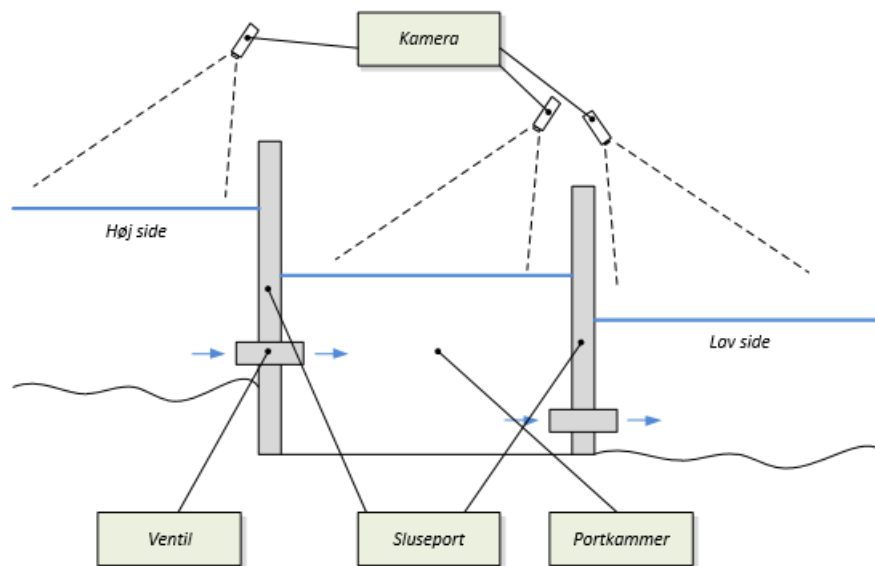 Kamera
Høj side
Lav side
Ventil
Sluseport
Portkammer